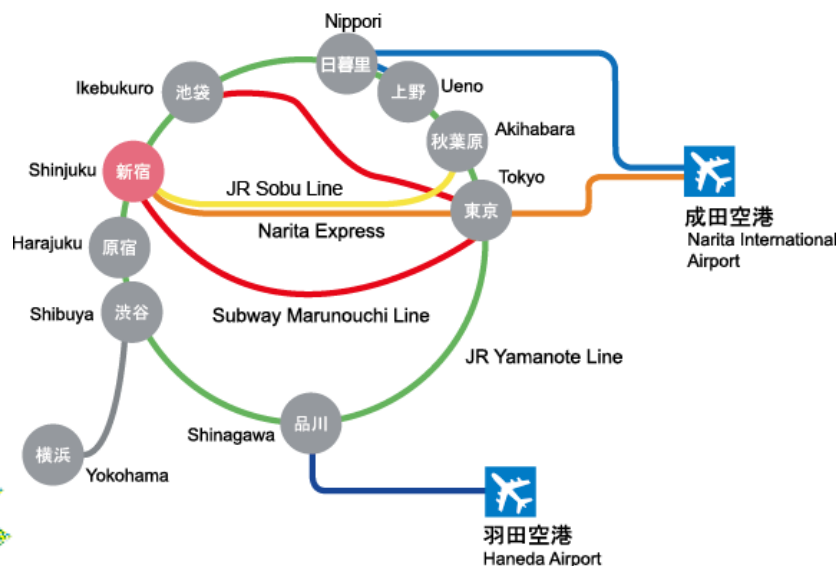 Nippori
日暮里
Ikebukuro
池袋
上野
Ueno
秋葉原
Akihabara
Shinjuku
新宿
JR Sobu Line
Tokyo
東京
Narita Express
成田空港
Narita International
Airport
Harajuku
原宿
Shibuya
渋谷
Subway Marunouchi Line
JR Yamanote Line
Shinagawa
品川
横浜
Yokohama
羽田空港
Haneda Airport